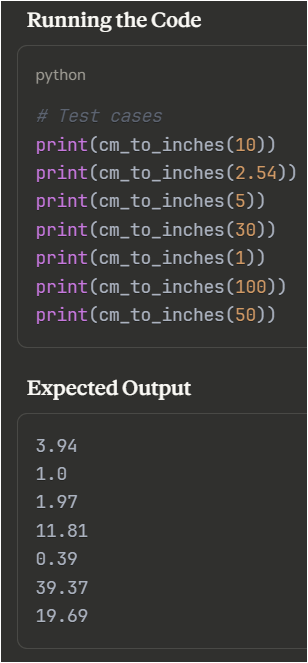 Running the Code
python
# Test cases
print(cm_to_inches(10))
print(cm_to_inches(2.54))
print(cm_to_inches(5))
print(cm_to_inches(30))
print(cm_to_inches(1))
print(cm_to_inches(100))
print(cm_to_inches(50))
Expected Output
3.94
1.0
1.97
11.81
0.39
39.37
19.69